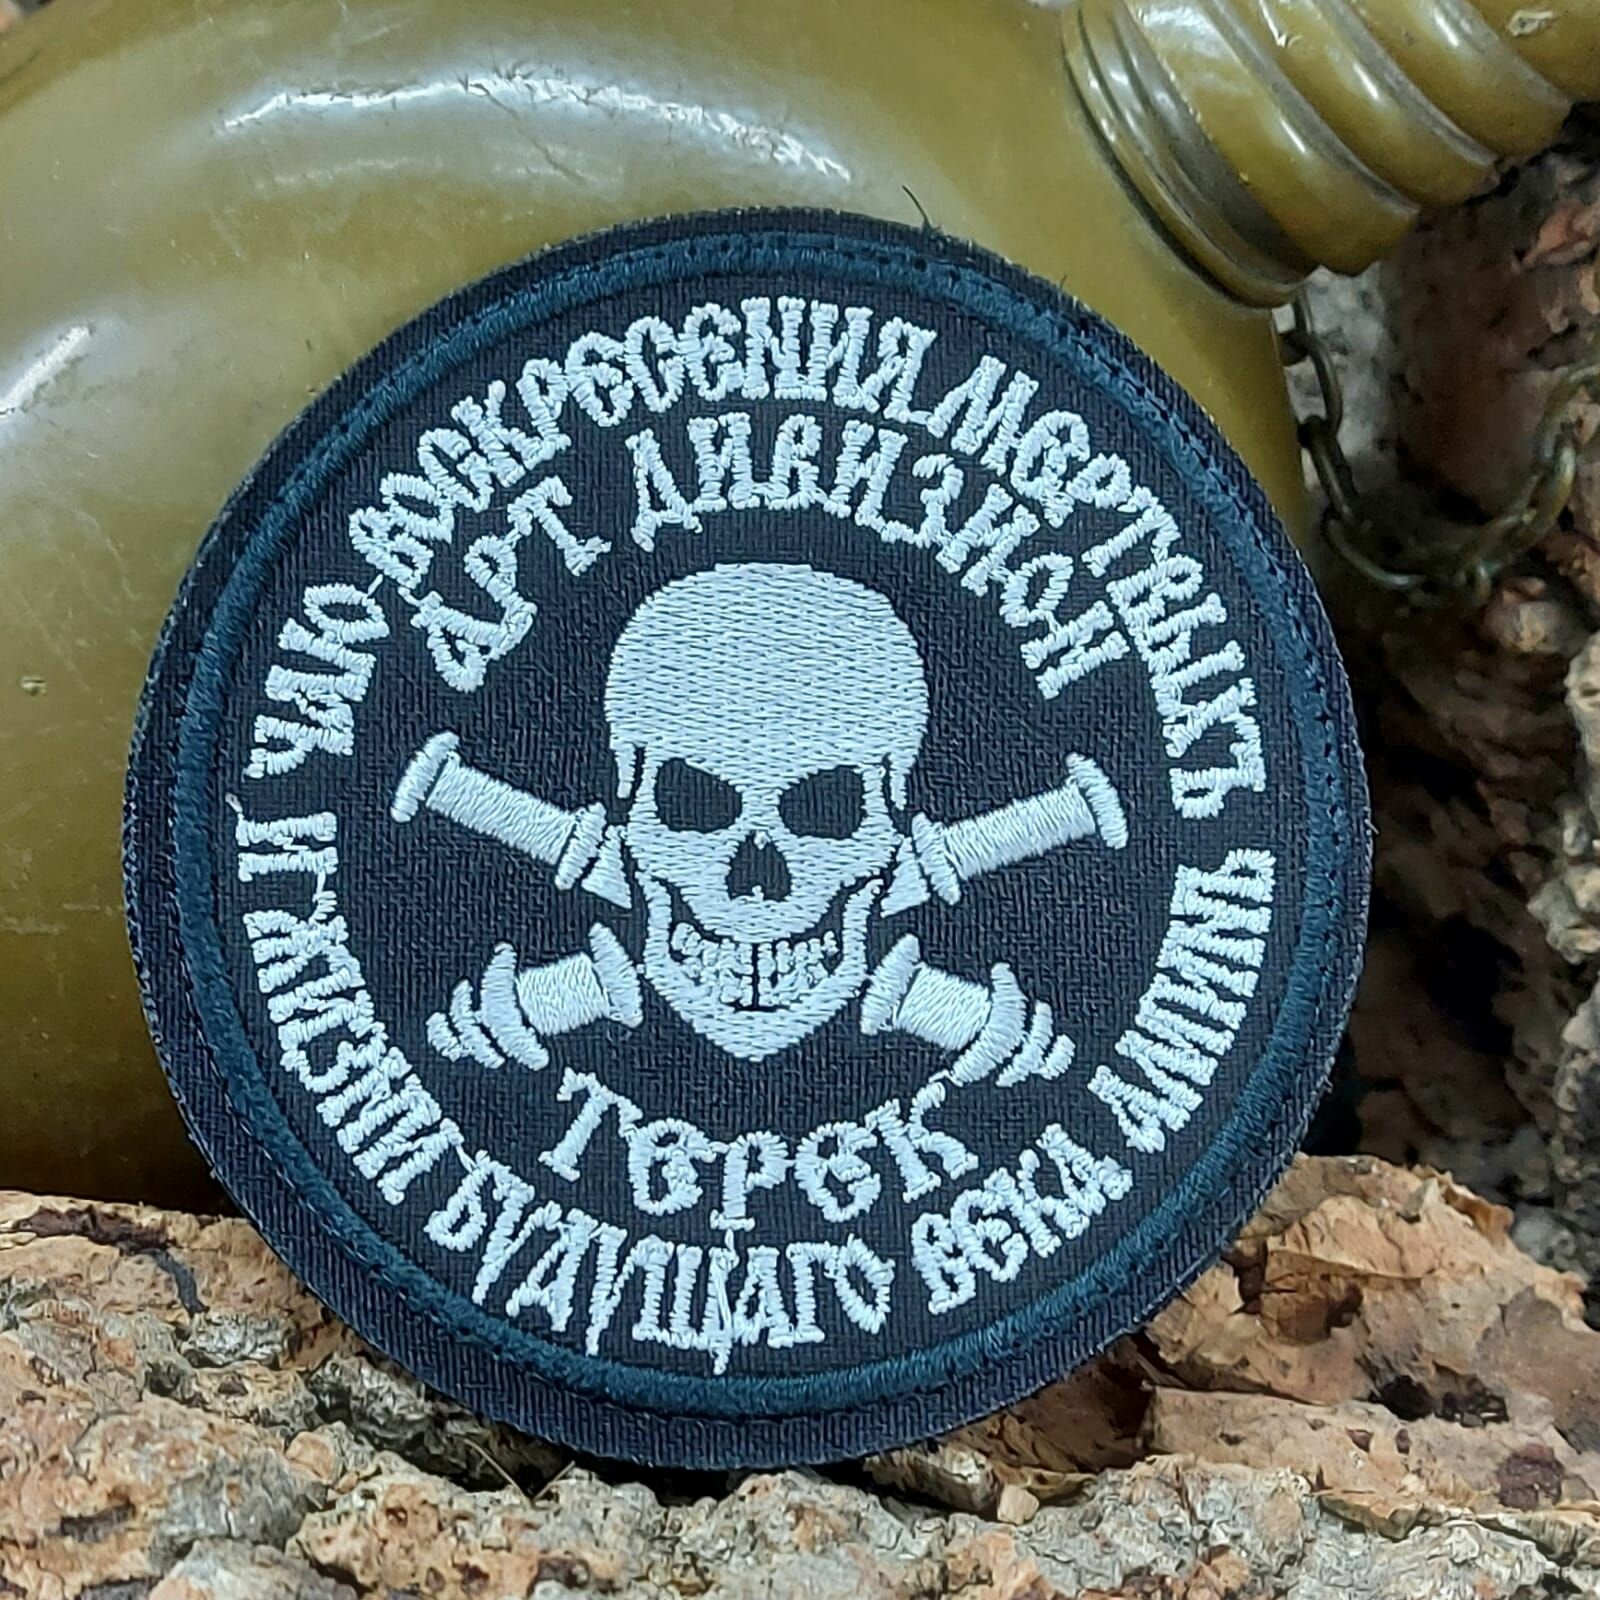 ЧАЮ ВОСКРЕСЕНИЯ МЕРТВЫХЪ
И ЖИЗНИ БУДУЩАГО ВЕКА АМИНЬ
АРТ ДИВИЗИОН
ТЕРЕК